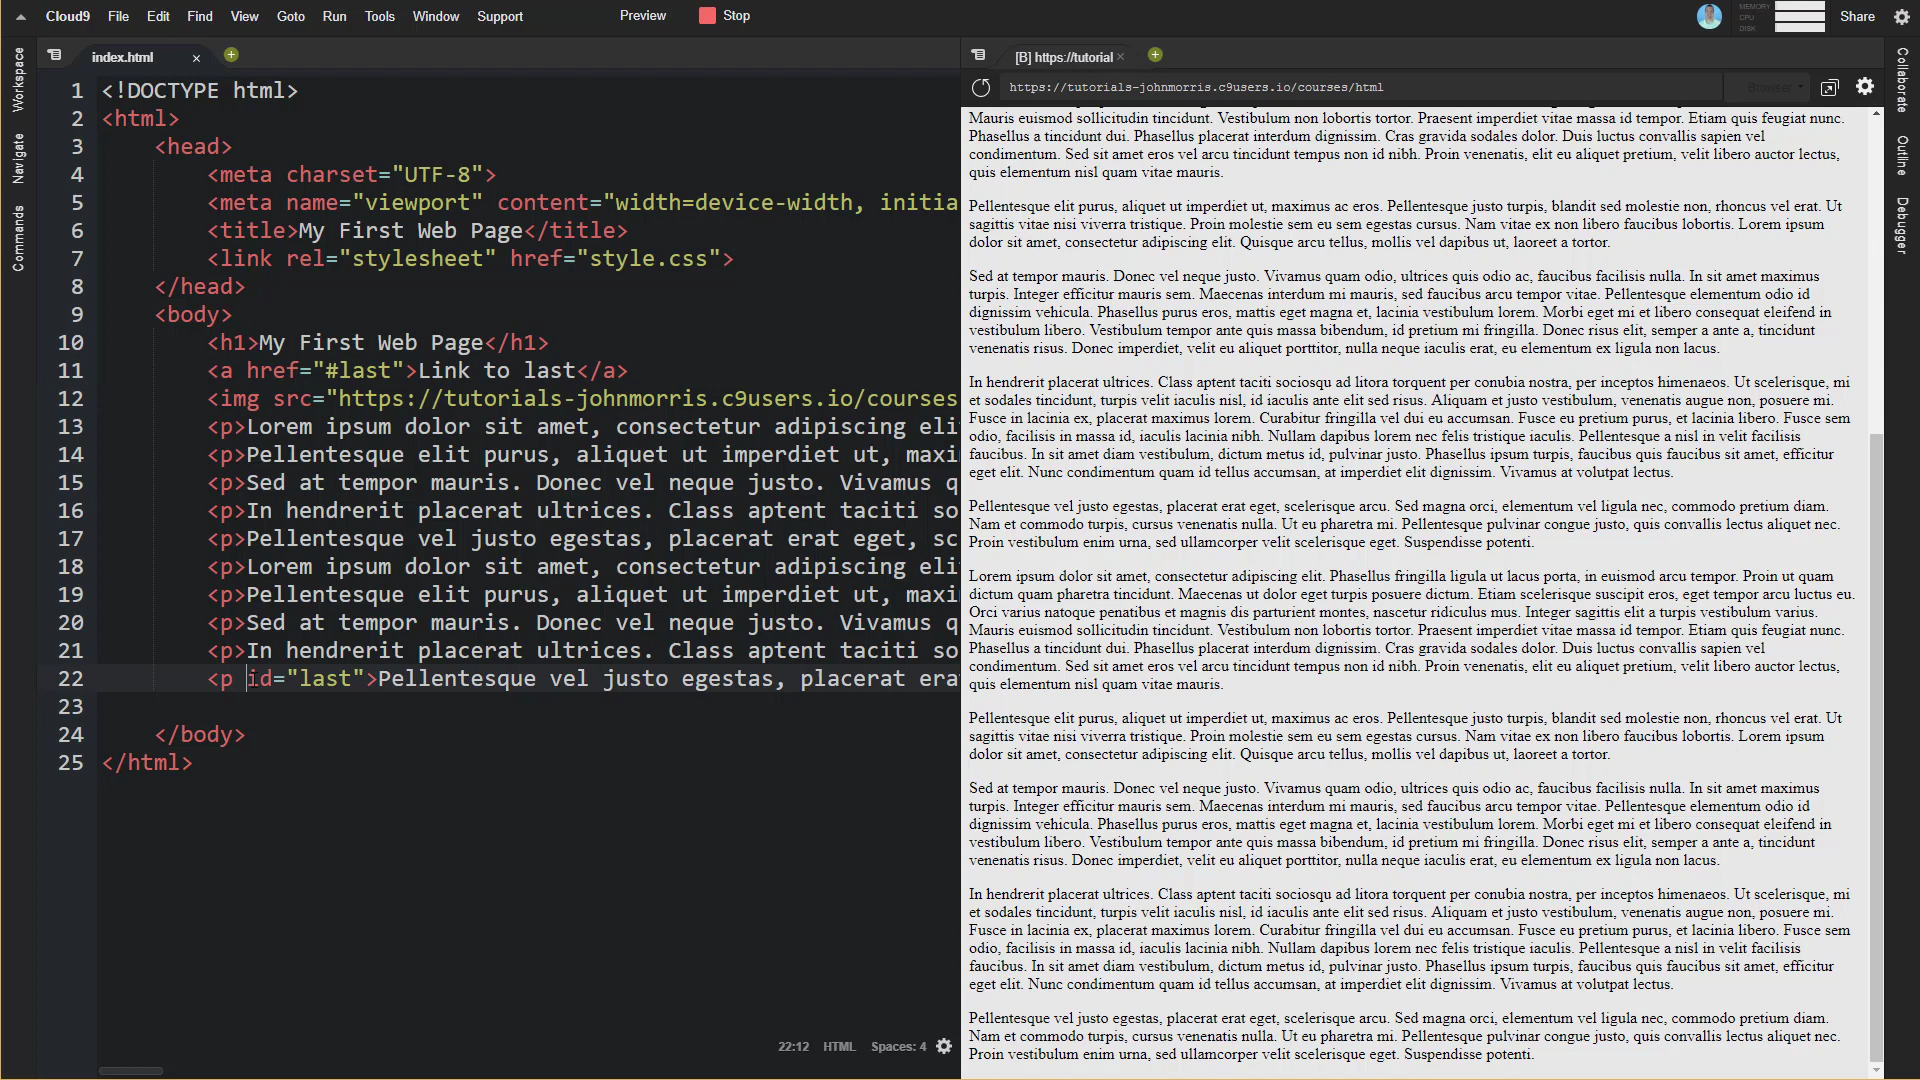 Cloud9 File Edit Find View Goto Run Tools Window Support Preview Stop MEMORY CPU DISK Share
Workspace
Navigate
Commands
index.html
1 <!DOCTYPE html>
2 <html>
3 <head>
4 <meta charset="UTF-8">
5 <meta name="viewport" content="width=device-width, initia
6 <title>My First Web Page</title>
7 <link rel="stylesheet" href="style.css">
8 </head>
9 <body>
10 <h1>My First Web Page</h1>
11 <a href="#last">Link to last</a>
12 <img src="https://tutorials-johnmorris.c9users.io/courses
13 <p>Lorem ipsum dolor sit amet, consectetur adipiscing eli
14 <p>Pellentesque elit purus, aliquet ut imperdiet ut, maxi
15 <p>Sed at tempor mauris. Donec vel neque justo. Vivamus q
16 <p>In hendrerit placerat ultrices. Class aptent taciti so
17 <p>Pellentesque vel justo egestas, placerat erat eget, sc
18 <p>Lorem ipsum dolor sit amet, consectetur adipiscing eli
19 <p>Pellentesque elit purus, aliquet ut imperdiet ut, maxi
20 <p>Sed at tempor mauris. Donec vel neque justo. Vivamus q
21 <p>In hendrerit placerat ultrices. Class aptent taciti so
22 <p id="last">Pellentesque vel justo egestas, placerat era
23
24 </body>
25 </html>
22:12 HTML Spaces: 4
[B] https://tutorial
https://tutorials-johnmorris.c9users.io/courses/html Browser
Mauris euismod sollicitudin tincidunt. Vestibulum non lobortis tortor. Praesent imperdiet vitae massa id tempor. Etiam quis feugiat nunc.
Phasellus a tincidunt dui. Phasellus placerat interdum dignissim. Cras gravida sodales dolor. Duis luctus convallis sapien vel
condimentum. Sed sit amet eros vel arcu tincidunt tempus non id nibh. Proin venenatis, elit eu aliquet pretium, velit libero auctor lectus,
quis elementum nisl quam vitae mauris.
Pellentesque elit purus, aliquet ut imperdiet ut, maximus ac eros. Pellentesque justo turpis, blandit sed molestie non, rhoncus vel erat. Ut
sagittis vitae nisi viverra tristique. Proin molestie sem eu sem egestas cursus. Nam vitae ex non libero faucibus lobortis. Lorem ipsum
dolor sit amet, consectetur adipiscing elit. Quisque arcu tellus, mollis vel dapibus ut, laoreet a tortor.
Sed at tempor mauris. Donec vel neque justo. Vivamus quam odio, ultrices quis odio ac, faucibus facilisis nulla. In sit amet maximus
turpis. Integer efficitur mauris sem. Maecenas interdum mi mauris, sed faucibus arcu tempor vitae. Pellentesque elementum odio id
dignissim vehicula. Phasellus purus eros, mattis eget magna et, lacinia vestibulum lorem. Morbi eget mi et libero consequat eleifend in
vestibulum libero. Vestibulum tempor ante quis massa bibendum, id pretium mi fringilla. Donec risus elit, semper a ante a, tincidunt
venenatis risus. Donec imperdiet, velit eu aliquet porttitor, nulla neque iaculis erat, eu elementum ex ligula non lacus.
In hendrerit placerat ultrices. Class aptent taciti sociosqu ad litora torquent per conubia nostra, per inceptos himenaeos. Ut scelerisque, mi
et sodales tincidunt, turpis velit iaculis nisl, id iaculis ante elit sed risus. Aliquam et justo vestibulum, venenatis augue non, posuere mi.
Fusce in lacinia ex, placerat maximus lorem. Curabitur fringilla vel dui eu accumsan. Fusce eu pretium purus, et lacinia libero. Fusce sem
odio, facilisis in massa id, iaculis lacinia nibh. Nullam dapibus lorem nec felis tristique iaculis. Pellentesque a nisl in velit facilisis
faucibus. In sit amet diam vestibulum, dictum metus id, pulvinar justo. Phasellus ipsum turpis, faucibus quis faucibus sit amet, efficitur
eget elit. Nunc condimentum quam id tellus accumsan, at imperdiet elit dignissim. Vivamus at volutpat lectus.
Pellentesque vel justo egestas, placerat erat eget, scelerisque arcu. Sed magna orci, elementum vel ligula nec, commodo pretium diam.
Nam et commodo turpis, cursus venenatis nulla. Ut eu pharetra mi. Pellentesque pulvinar congue justo, quis convallis lectus aliquet nec.
Proin vestibulum enim urna, sed ullamcorper velit scelerisque eget. Suspendisse potenti.
Lorem ipsum dolor sit amet, consectetur adipiscing elit. Phasellus fringilla ligula ut lacus porta, in euismod arcu tempor. Proin ut quam
dictum quam pharetra tincidunt. Maecenas ut dolor eget turpis posuere dictum. Etiam scelerisque suscipit eros, eget tempor arcu luctus eu.
Orci varius natoque penatibus et magnis dis parturient montes, nascetur ridiculus mus. Integer sagittis elit a turpis vestibulum varius.
Mauris euismod sollicitudin tincidunt. Vestibulum non lobortis tortor. Praesent imperdiet vitae massa id tempor. Etiam quis feugiat nunc.
Phasellus a tincidunt dui. Phasellus placerat interdum dignissim. Cras gravida sodales dolor. Duis luctus convallis sapien vel
condimentum. Sed sit amet eros vel arcu tincidunt tempus non id nibh. Proin venenatis, elit eu aliquet pretium, velit libero auctor lectus,
quis elementum nisl quam vitae mauris.
Pellentesque elit purus, aliquet ut imperdiet ut, maximus ac eros. Pellentesque justo turpis, blandit sed molestie non, rhoncus vel erat. Ut
sagittis vitae nisi viverra tristique. Proin molestie sem eu sem egestas cursus. Nam vitae ex non libero faucibus lobortis. Lorem ipsum
dolor sit amet, consectetur adipiscing elit. Quisque arcu tellus, mollis vel dapibus ut, laoreet a tortor.
Sed at tempor mauris. Donec vel neque justo. Vivamus quam odio, ultrices quis odio ac, faucibus facilisis nulla. In sit amet maximus
turpis. Integer efficitur mauris sem. Maecenas interdum mi mauris, sed faucibus arcu tempor vitae. Pellentesque elementum odio id
dignissim vehicula. Phasellus purus eros, mattis eget magna et, lacinia vestibulum lorem. Morbi eget mi et libero consequat eleifend in
vestibulum libero. Vestibulum tempor ante quis massa bibendum, id pretium mi fringilla. Donec risus elit, semper a ante a, tincidunt
venenatis risus. Donec imperdiet, velit eu aliquet porttitor, nulla neque iaculis erat, eu elementum ex ligula non lacus.
In hendrerit placerat ultrices. Class aptent taciti sociosqu ad litora torquent per conubia nostra, per inceptos himenaeos. Ut scelerisque, mi
et sodales tincidunt, turpis velit iaculis nisl, id iaculis ante elit sed risus. Aliquam et justo vestibulum, venenatis augue non, posuere mi.
Fusce in lacinia ex, placerat maximus lorem. Curabitur fringilla vel dui eu accumsan. Fusce eu pretium purus, et lacinia libero. Fusce sem
odio, facilisis in massa id, iaculis lacinia nibh. Nullam dapibus lorem nec felis tristique iaculis. Pellentesque a nisl in velit facilisis
faucibus. In sit amet diam vestibulum, dictum metus id, pulvinar justo. Phasellus ipsum turpis, faucibus quis faucibus sit amet, efficitur
eget elit. Nunc condimentum quam id tellus accumsan, at imperdiet elit dignissim. Vivamus at volutpat lectus.
Pellentesque vel justo egestas, placerat erat eget, scelerisque arcu. Sed magna orci, elementum vel ligula nec, commodo pretium diam.
Nam et commodo turpis, cursus venenatis nulla. Ut eu pharetra mi. Pellentesque pulvinar congue justo, quis convallis lectus aliquet nec.
Proin vestibulum enim urna, sed ullamcorper velit scelerisque eget. Suspendisse potenti.
Collaborate
Outline
Debugger